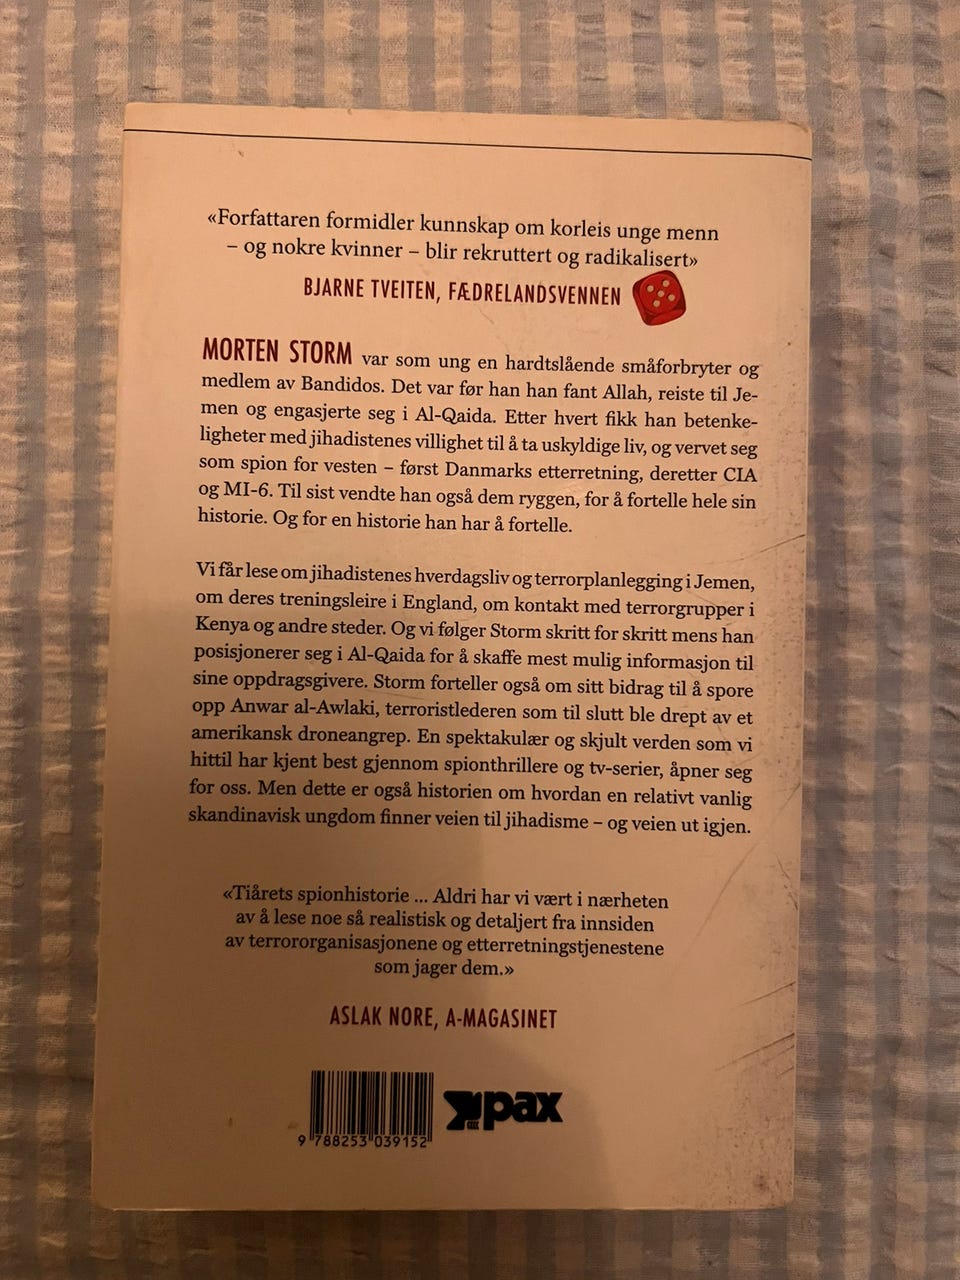 «Forfattaren formidler kunnskap om korleis unge menn
– og nokre kvinner – blir rekruttert og radikalisert»
BJARNE TVEITEN, FÆDRELANDSVENNEN
MORTEN STORM var som ung en hardtslående småforbryter og
medlem av Bandidos. Det var før han han fant Allah, reiste til Je-
men og engasjerte seg i Al-Qaida. Etter hvert fikk han betenke-
ligheter med jihadistenes villighet til å ta uskyldige liv, og vervet seg
som spion for vesten – først Danmarks etterretning, deretter CIA
og MI-6. Til sist vendte han også dem ryggen, for å fortelle hele sin
historie. Og for en historie han har å fortelle.
Vi får lese om jihadistenes hverdagsliv og terrorplanlegging i Jemen,
om deres treningsleire i England, om kontakt med terrorgrupper i
Kenya og andre steder. Og vi følger Storm skritt for skritt mens han
posisjonerer seg i Al-Qaida for å skaffe mest mulig informasjon til
sine oppdragsgivere. Storm forteller også om sitt bidrag til å spore
opp Anwar al-Awlaki, terroristlederen som til slutt ble drept av et
amerikansk droneangrep. En spektakulær og skjult verden som vi
hittil har kjent best gjennom spionthrillere og tv-serier, åpner seg
for oss. Men dette er også historien om hvordan en relativt vanlig
skandinavisk ungdom finner veien til jihadisme – og veien ut igjen.
«Tiårets spionhistorie ... Aldri har vi vært i nærheten
av å lese noe så realistisk og detaljert fra innsiden
av terrororganisasjonene og etterretningstjenestene
som jager dem.»
ASLAK NORE, A-MAGASINET
pax
9 788253 039152